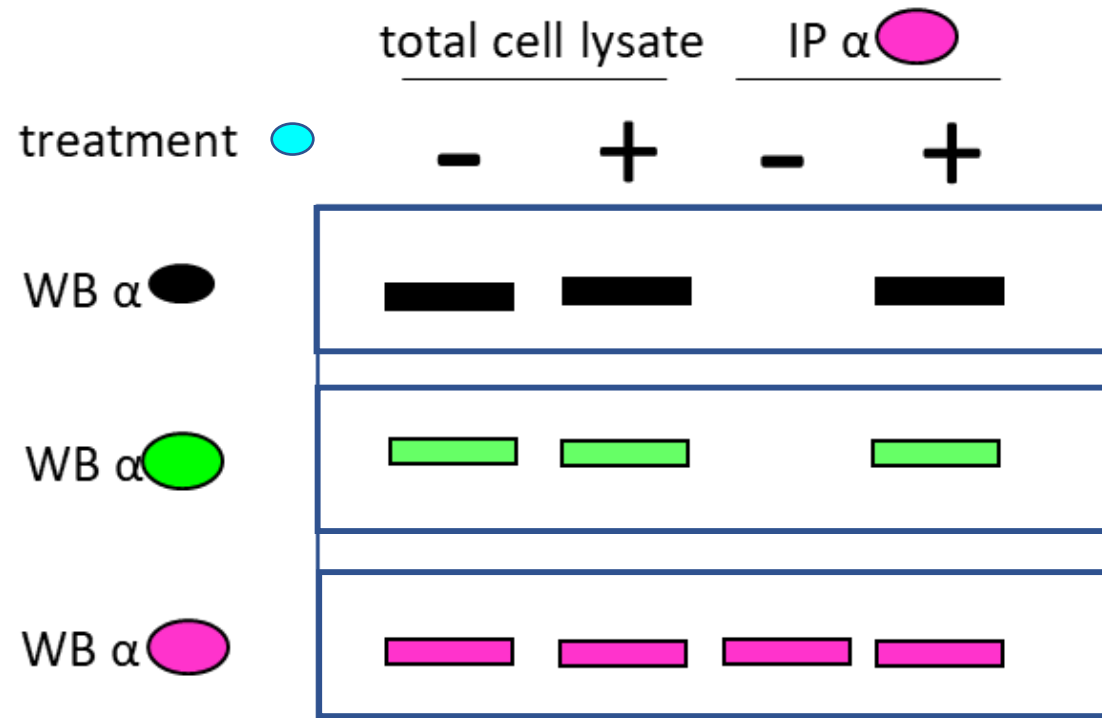 total cell lysate IP α
treatment - + - +
WB α
WB α
WB α